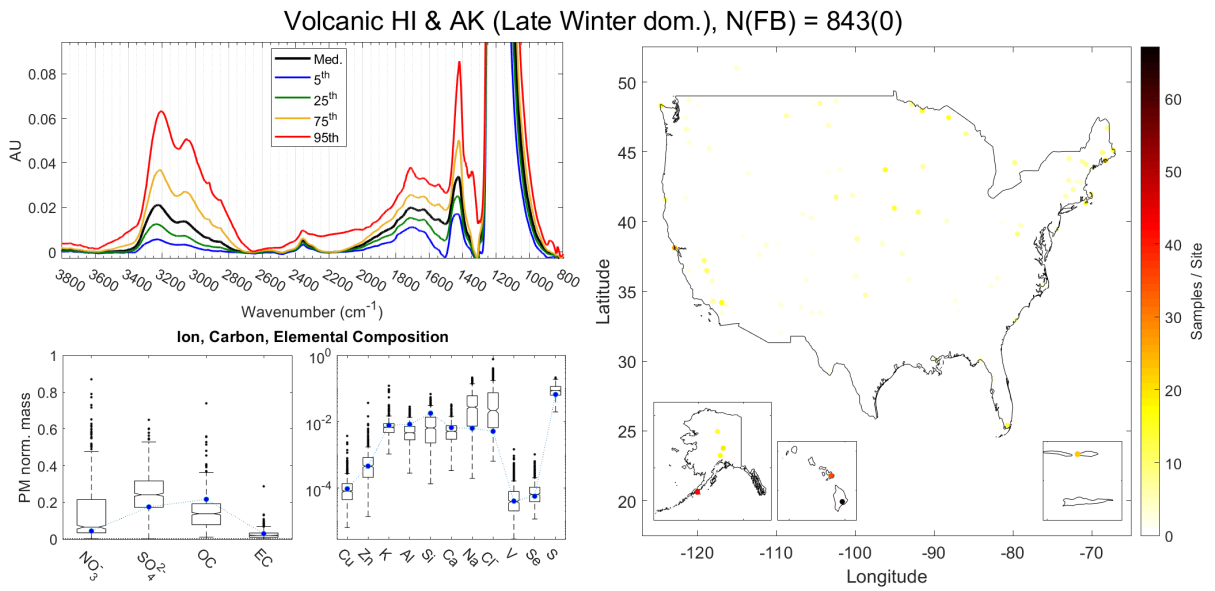 Volcanic HI & AK (Late Winter dom.), N(FB) = 843(0)
0.08
0.06
0.04
0.02
0
AU
Med.
5th
25th
75th
95th
3800 3600 3400 3200 3000 2800 2600 2400 2200 2000 1800 1600 1400 1200 1000 800
Wavenumber (cm-1)
Ion, Carbon, Elemental Composition
1
0.8
0.6
0.4
0.2
0
PM norm. mass
NO3- SO42- OC EC
10^0
10^-2
10^-4
Cu Zn K Al Si Ca Na Cl- V Se S
50
45
40
35
30
25
20
Latitude
-120 -110 -100 -90 -80 -70
Longitude
60
50
40
30
20
10
0
Samples / Site